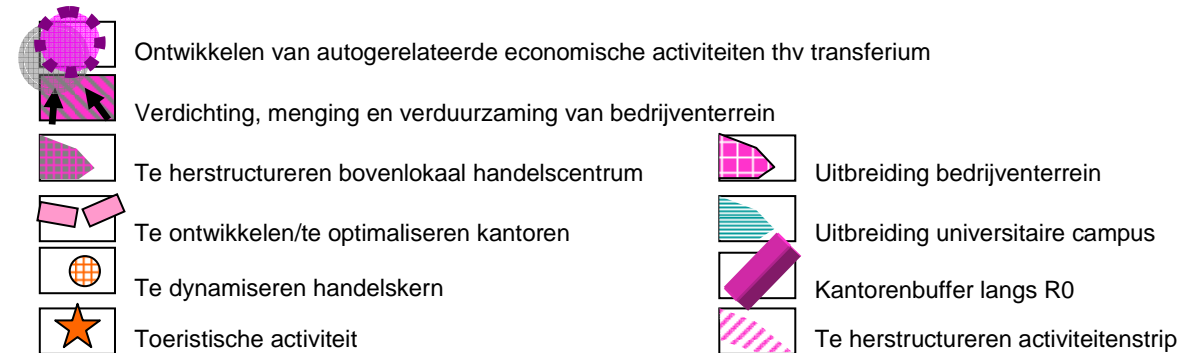 Ontwikkelen van autogerelateerde economische activiteiten thv transferium
Verdichting, menging en verduurzaming van bedrijventerrein
Te herstructureren bovenlokaal handelscentrum
Uitbreiding bedrijventerrein
Te ontwikkelen/te optimaliseren kantoren
Uitbreiding universitaire campus
Te dynamiseren handelskern
Kantorenbuffer langs R0
Toeristische activiteit
Te herstructureren activiteitenstrip